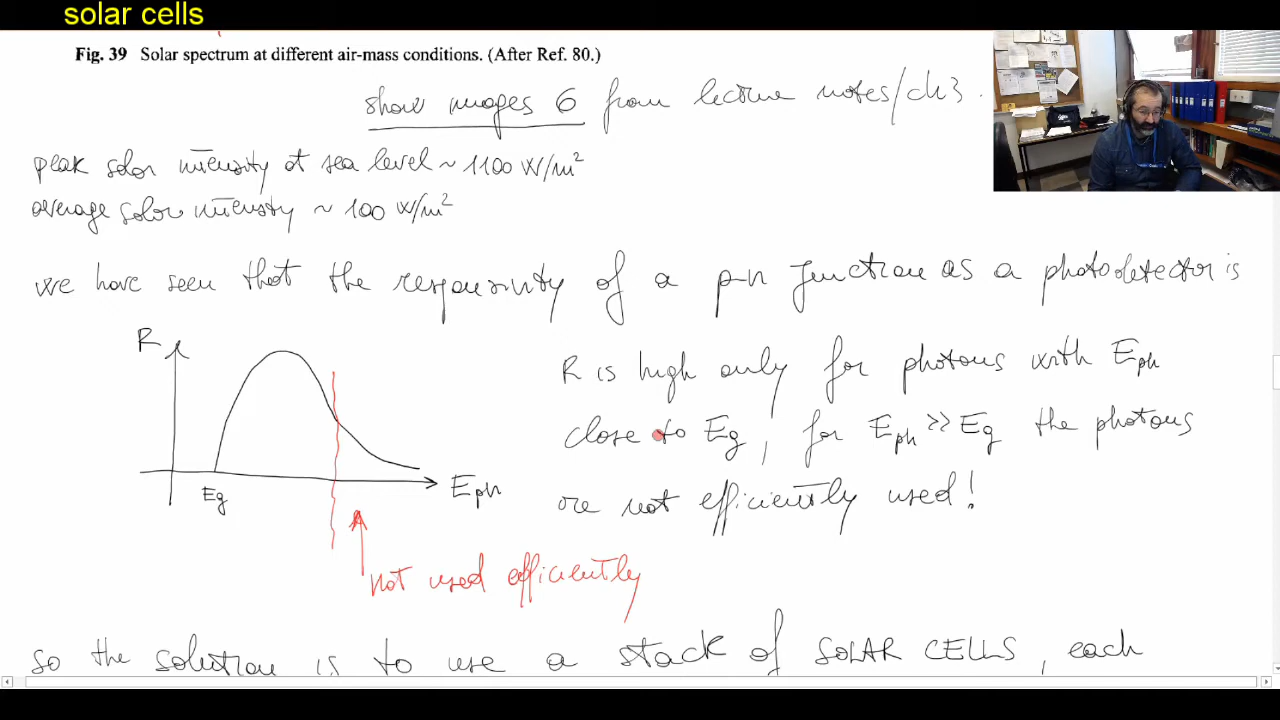 solar cells
Fig. 39 Solar spectrum at different air-mass conditions. (After Ref. 80.)
show images 6 from lecture notes/ch3.
peak solar intensity at sea level ~ 1100 W/m²
average solar intensity ~ 100 W/m²
we have seen that the responsivity of a p-n junction as a photodetector is
R
Eg
Eph
R is high only for photons with Eph
close to Eg, for Eph >> Eg the photons
are not efficiently used!
not used efficiently
so the solution is to use a stack of SOLAR CELLS, each